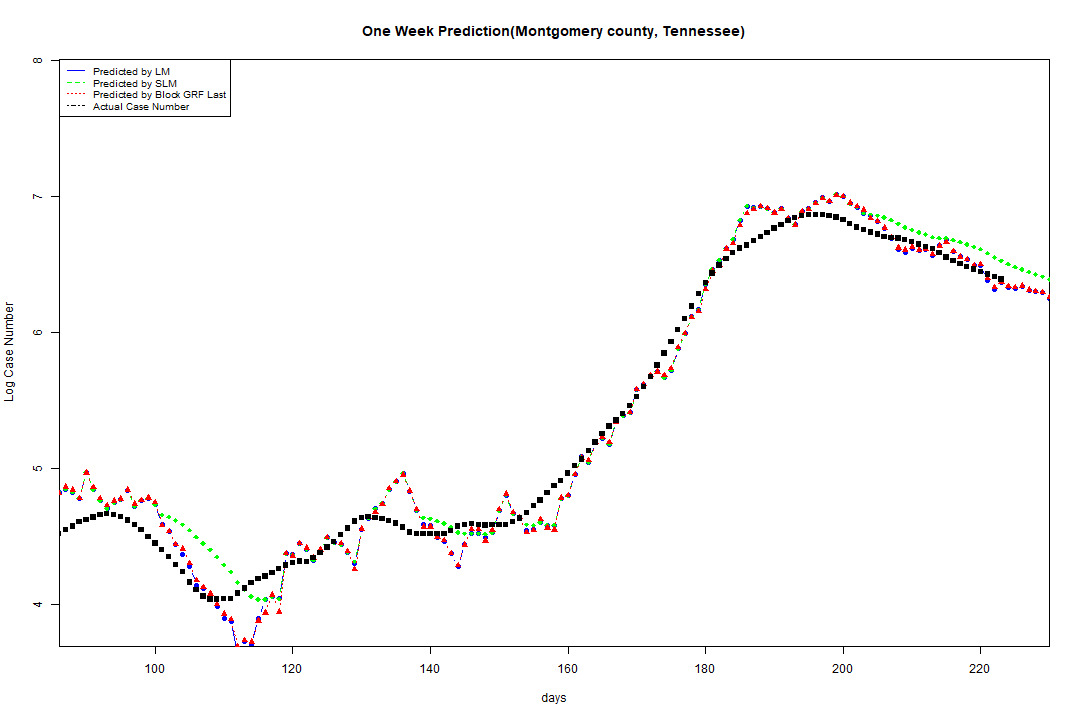 One Week Prediction(Montgomery county, Tennessee)
Predicted by LM
Predicted by SLM
Predicted by Block GRF Last
Actual Case Number
8
7
6
5
4
Log Case Number
100 120 140 160 180 200 220
days